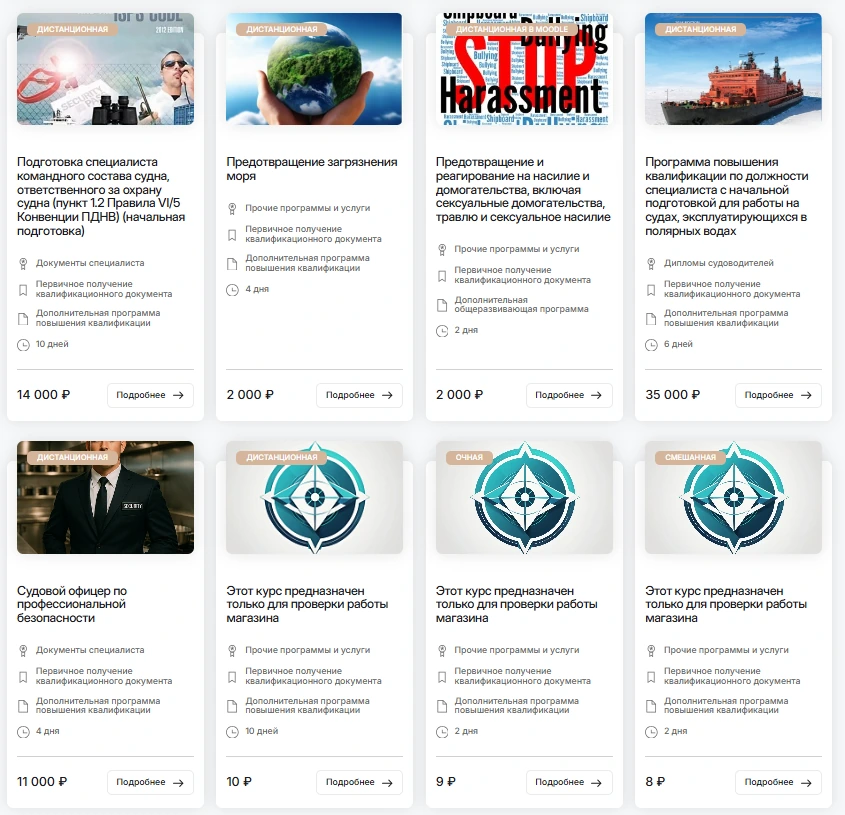 ISPS CODE
2012 EDITION
ДИСТАНЦИОННАЯ
SECURITY
Подготовка специалиста
командного состава судна,
ответственного за охрану
судна (пункт 1.2 Правила VI/5
Конвенции ПДНВ) (начальная
подготовка)
Документы специалиста
Первичное получение
квалификационного документа
Дополнительная программа
повышения квалификации
10 дней
14 000 ₽
Подробнее
ДИСТАНЦИОННАЯ
Предотвращение загрязнения
моря
Прочие программы и услуги
Первичное получение
квалификационного документа
Дополнительная программа
повышения квалификации
4 дня
2 000 ₽
Подробнее
Shipboard
ДИСТАНЦИОННАЯ В MOODLE
Bullying
STOP
Harassment
Предотвращение и
реагирование на насилие и
домогательства, включая
сексуальные домогательства,
травлю и сексуальное насилие
Прочие программы и услуги
Первичное получение
квалификационного документа
Дополнительная
общеразвивающая программа
2 дня
2 000 ₽
Подробнее
ДИСТАНЦИОННАЯ
Программа повышения
квалификации по должности
специалиста с начальной
подготовкой для работы на
судах, эксплуатирующихся в
полярных водах
Дипломы судоводителей
Первичное получение
квалификационного документа
Дополнительная программа
повышения квалификации
6 дней
35 000 ₽
Подробнее
ДИСТАНЦИОННАЯ
SECURITY
Судовой офицер по
профессиональной
безопасности
Документы специалиста
Первичное получение
квалификационного документа
Дополнительная программа
повышения квалификации
4 дня
11 000 ₽
Подробнее
ДИСТАНЦИОННАЯ
Этот курс предназначен
только для проверки работы
магазина
Прочие программы и услуги
Первичное получение
квалификационного документа
Дополнительная программа
повышения квалификации
10 дней
10 ₽
Подробнее
ОЧНАЯ
Этот курс предназначен
только для проверки работы
магазина
Прочие программы и услуги
Первичное получение
квалификационного документа
Дополнительная программа
повышения квалификации
2 дня
9 ₽
Подробнее
СМЕШАННАЯ
Этот курс предназначен
только для проверки работы
магазина
Прочие программы и услуги
Первичное получение
квалификационного документа
Дополнительная программа
повышения квалификации
2 дня
8 ₽
Подробнее